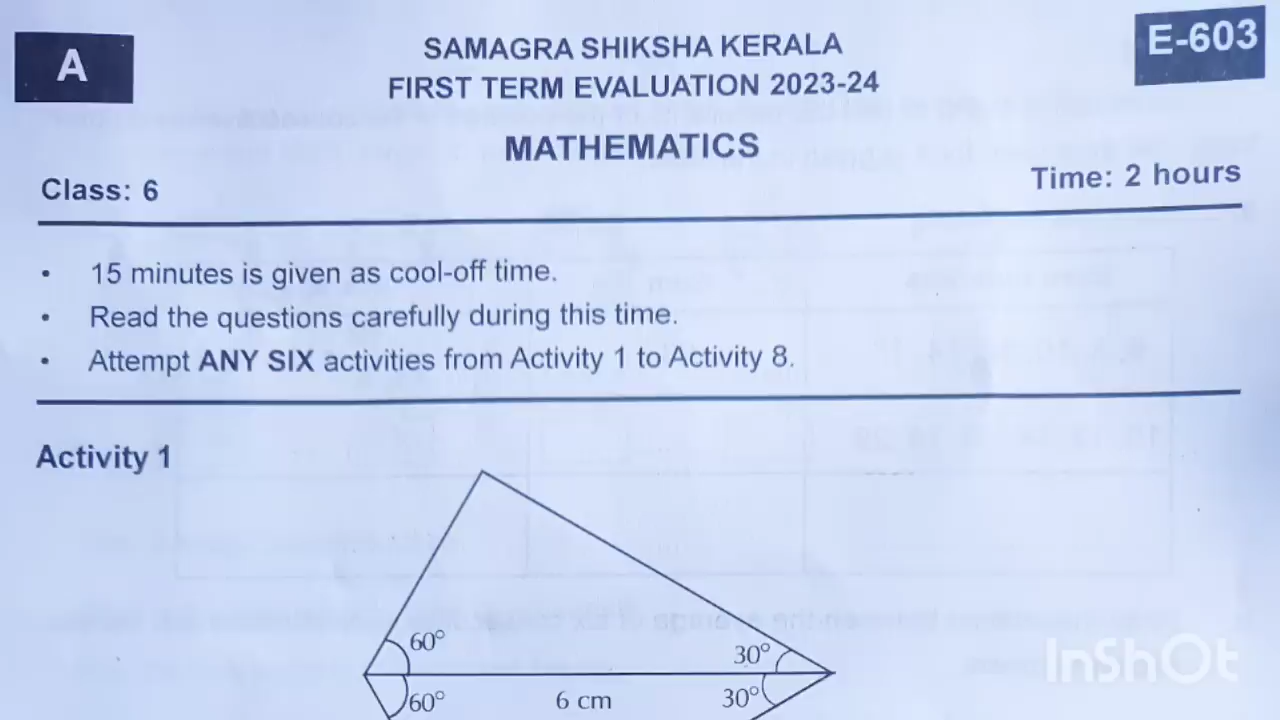 A
SAMAGRA SHIKSHA KERALA
E-603
FIRST TERM EVALUATION 2023-24
MATHEMATICS
Class: 6
Time: 2 hours
• 15 minutes is given as cool-off time.
• Read the questions carefully during this time.
• Attempt ANY SIX activities from Activity 1 to Activity 8.
Activity 1
60°
30°
60°
6 cm
30°
InShOt